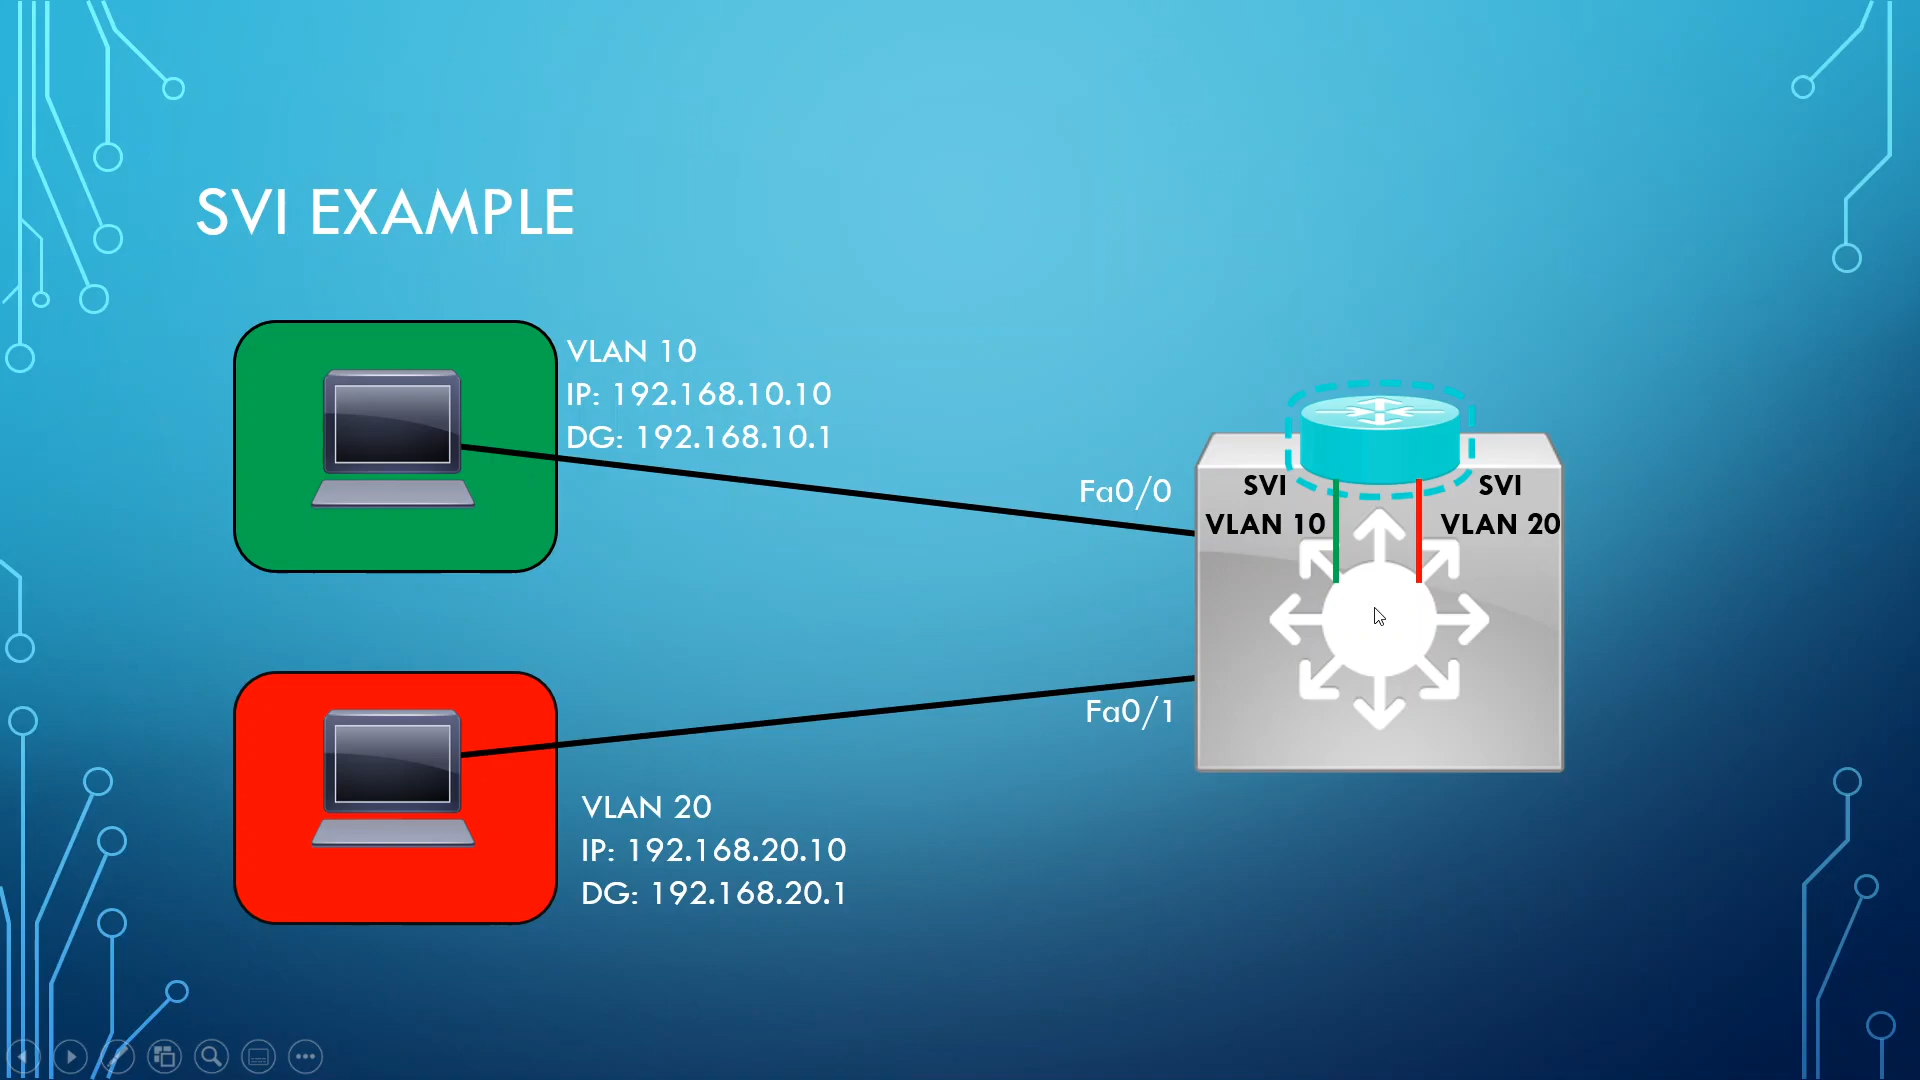 SVI EXAMPLE
VLAN 10
IP: 192.168.10.10
DG: 192.168.10.1
Fa0/0
SVI
VLAN 10
SVI
VLAN 20
Fa0/1
VLAN 20
IP: 192.168.20.10
DG: 192.168.20.1